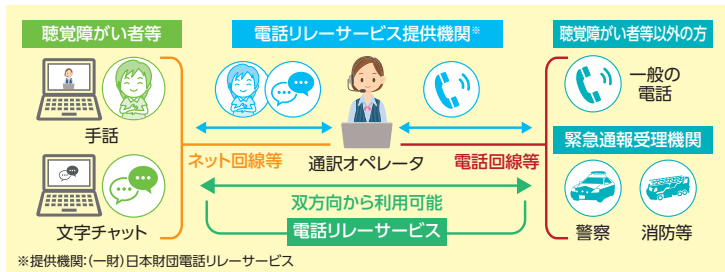 聴覚障がい者等
電話リレーサービス提供機関※
聴覚障がい者等以外の方
手話
一般の
電話
緊急通報受理機関
ネット回線等
通訳オペレータ
電話回線等
双方向から利用可能
電話リレーサービス
文字チャット
警察
消防等
※提供機関：（一財）日本財団電話リレーサービス